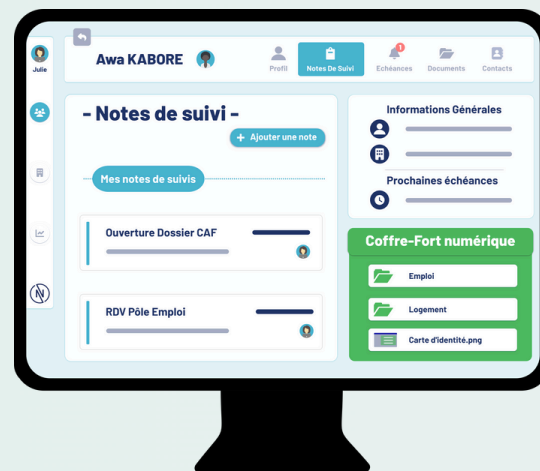 Julie
Awa KABORE
Profil
Notes De Suivi
1
Echéances
Documents
Contacts
- Notes de suivi -
+ Ajouter une note
Mes notes de suivis
Ouverture Dossier CAF
RDV Pôle Emploi
Informations Générales
Prochaines échéances
Coffre-Fort numérique
Emploi
Logement
Carte d'identité.png